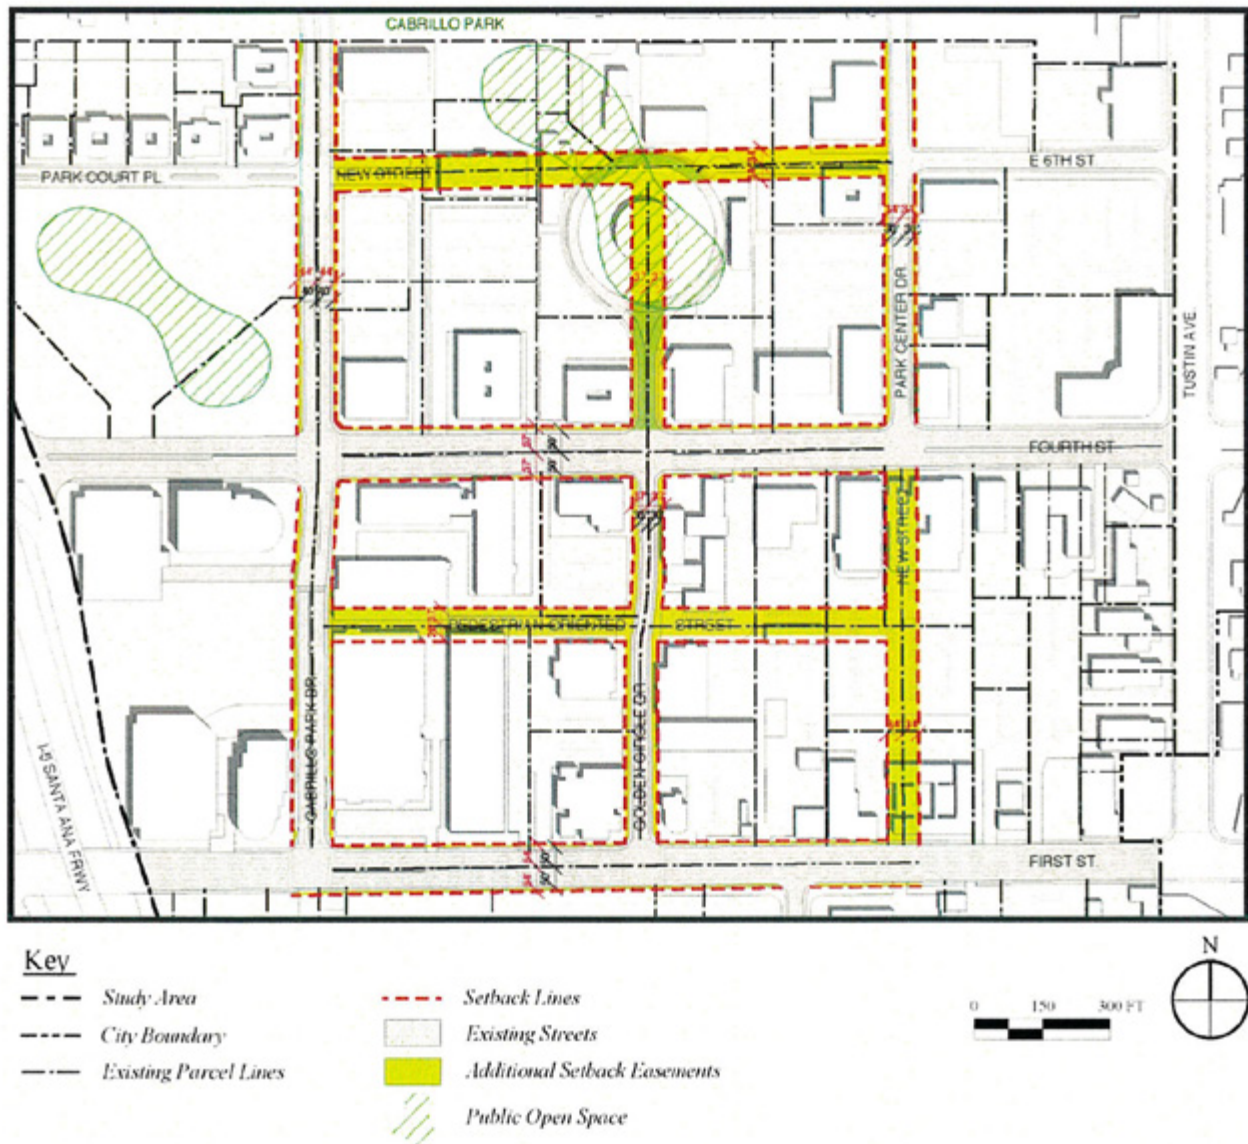 CABRILLO PARK
PARK COURT PL
NEW STREET
E 6TH ST
PARK CENTER DR
TUSTIN AVE
FOURTH ST
NEW STREET
PEDESTRIAN ORIENTED STREET
CABRILLO PARK DR
GOLDEN CIRCLE DR
I-5 SANTA ANA FRWY
FIRST ST
Key
Study Area
City Boundary
Existing Parcel Lines
Setback Lines
Existing Streets
Additional Setback Easements
Public Open Space
0 150 300 FT
N